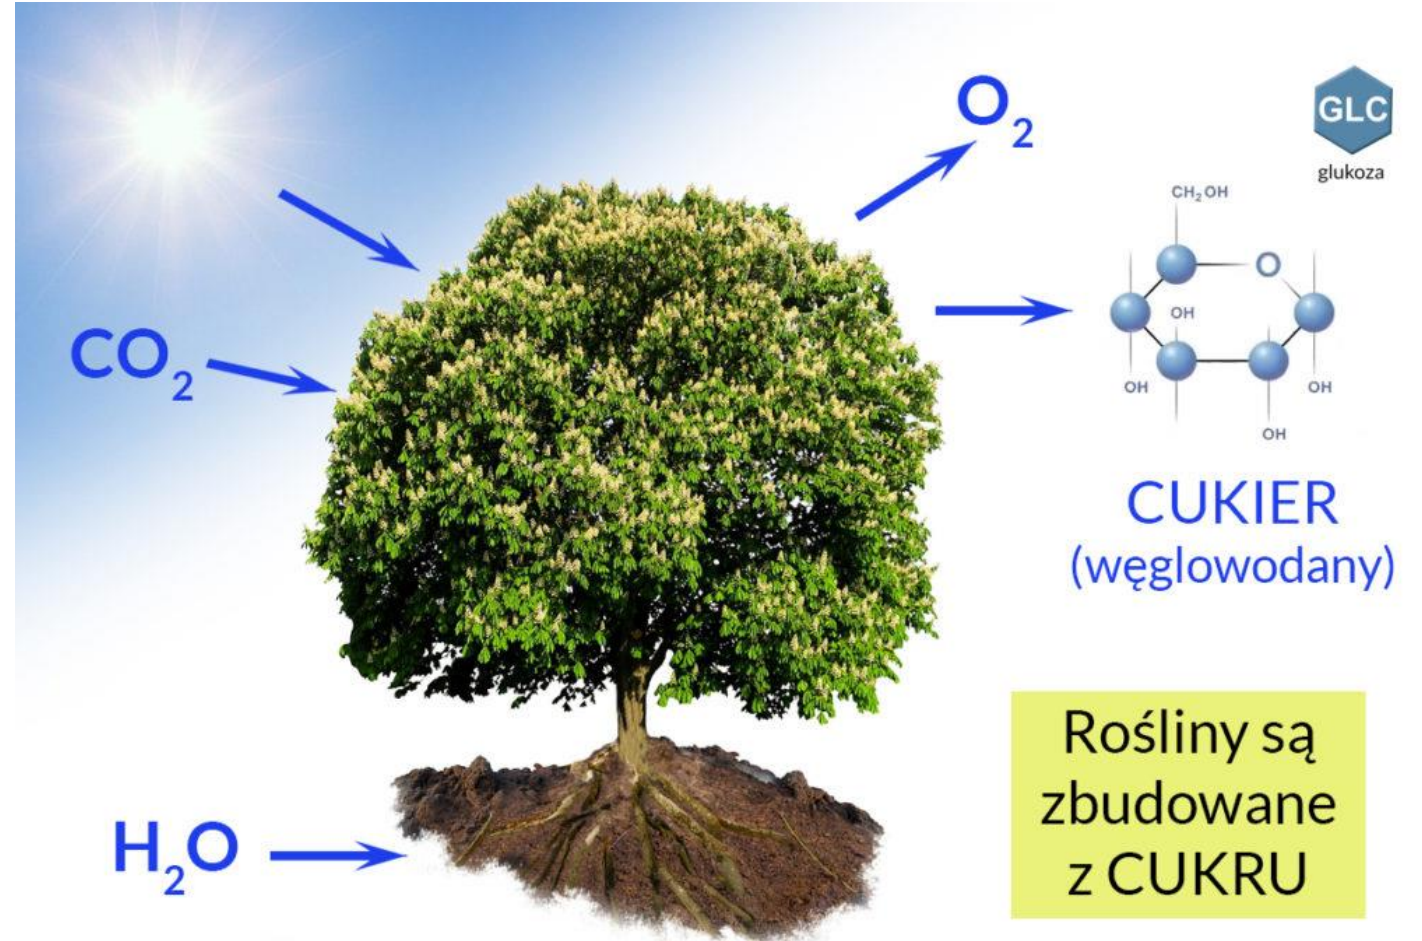 O₂
GLC
glukoza
CH₂OH
O
CO₂
OH
OH
OH
OH
CUKIER
(węglowodany)
Rośliny są
zbudowane
z CUKRU
H₂O